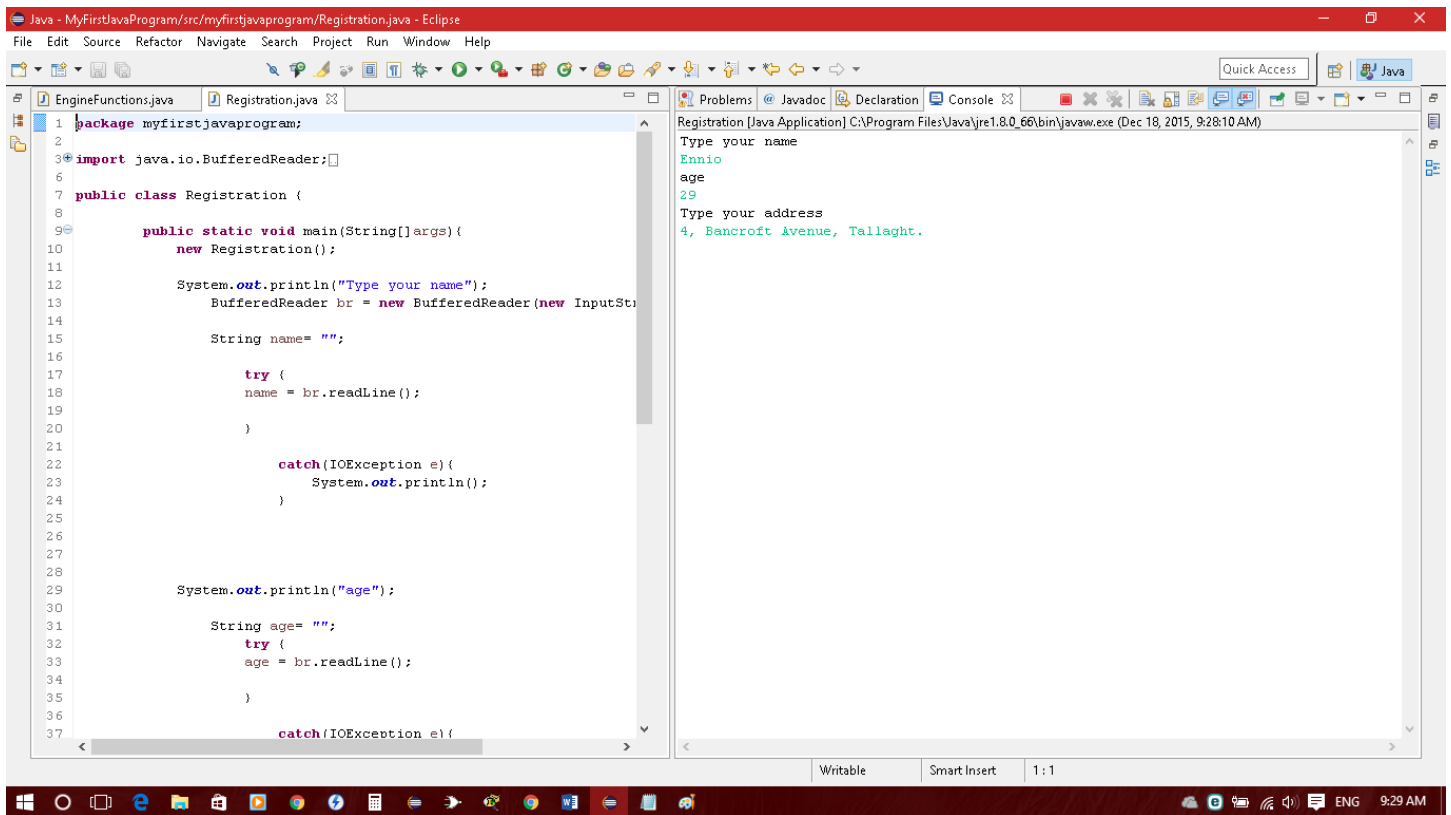 Java - MyFirstJavaProgram/src/myfirstjavaprogram/Registration.java - Eclipse
File Edit Source Refactor Navigate Search Project Run Window Help
Quick Access
Java
EngineFunctions.java
Registration.java
1 package myfirstjavaprogram;
2
3 import java.io.BufferedReader;
6
7 public class Registration {
8
9 public static void main(String[]args){
10 new Registration();
11
12 System.out.println("Type your name");
13 BufferedReader br = new BufferedReader(new InputSt
14
15 String name= "";
16
17 try {
18 name = br.readLine();
19
20 }
21
22 catch(IOException e){
23 System.out.println();
24 }
25
26
27
28
29 System.out.println("age");
30
31 String age= "";
32 try {
33 age = br.readLine();
34
35 }
36
37 catch(IOException e){
Problems @ Javadoc Declaration Console
Registration [Java Application] C:\Program Files\Java\jre1.8.0_66\bin\javaw.exe (Dec 18, 2015, 9:28:10 AM)
Type your name
Ennio
age
29
Type your address
4, Bancroft Avenue, Tallaght.
Writable
Smart Insert
1 : 1
ENG
9:29 AM